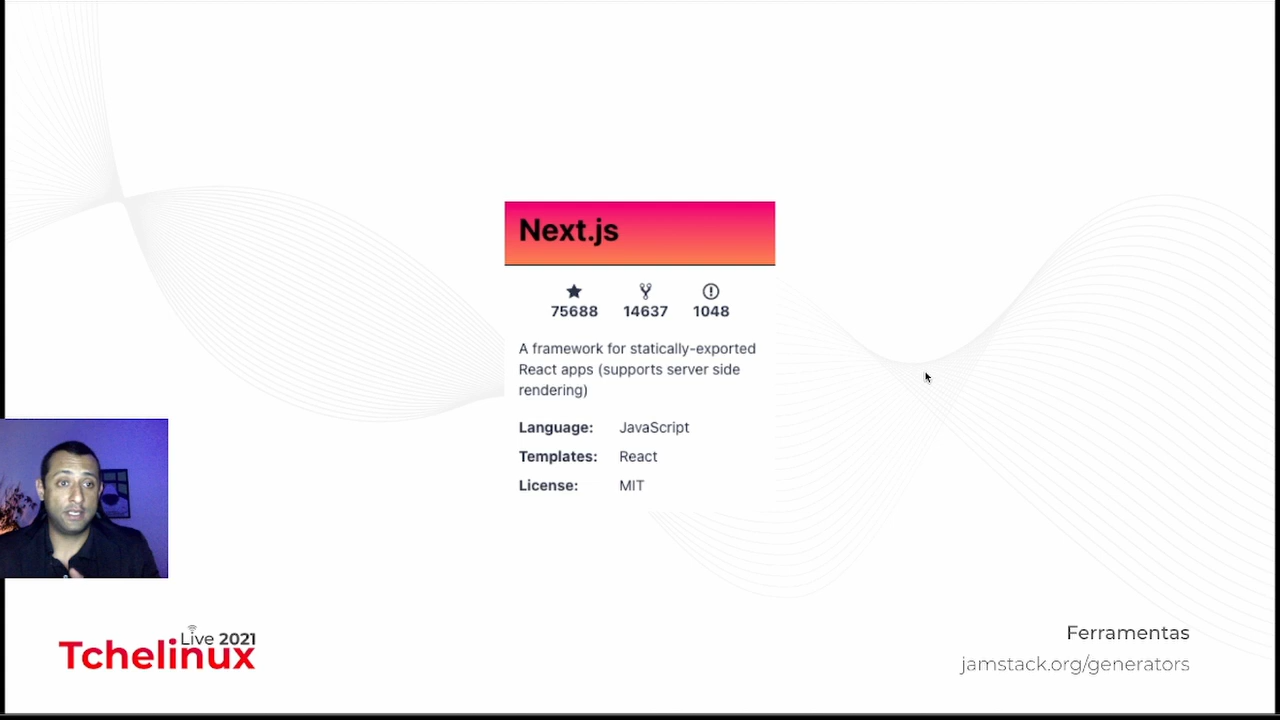 Next.js
75688 14637 1048
A framework for statically-exported
React apps (supports server side
rendering)
Language: JavaScript
Templates: React
License: MIT
Live 2021
Tchelinux
Ferramentas
jamstack.org/generators